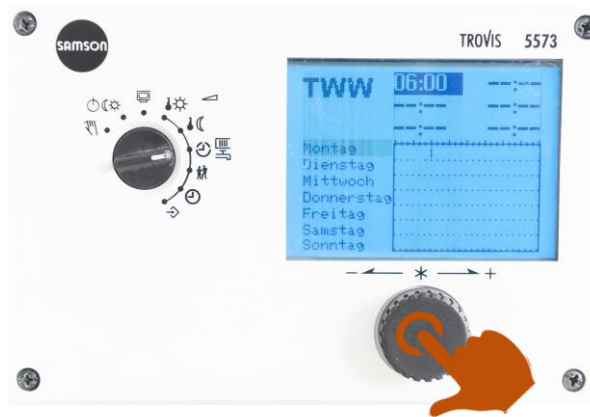 SAMSON
TROVIS 5573
TWW 06:00 --:--
--:-- --:--
--:-- --:--
Montag
Dienstag
Mittwoch
Donnerstag
Freitag
Samstag
Sonntag
- * +